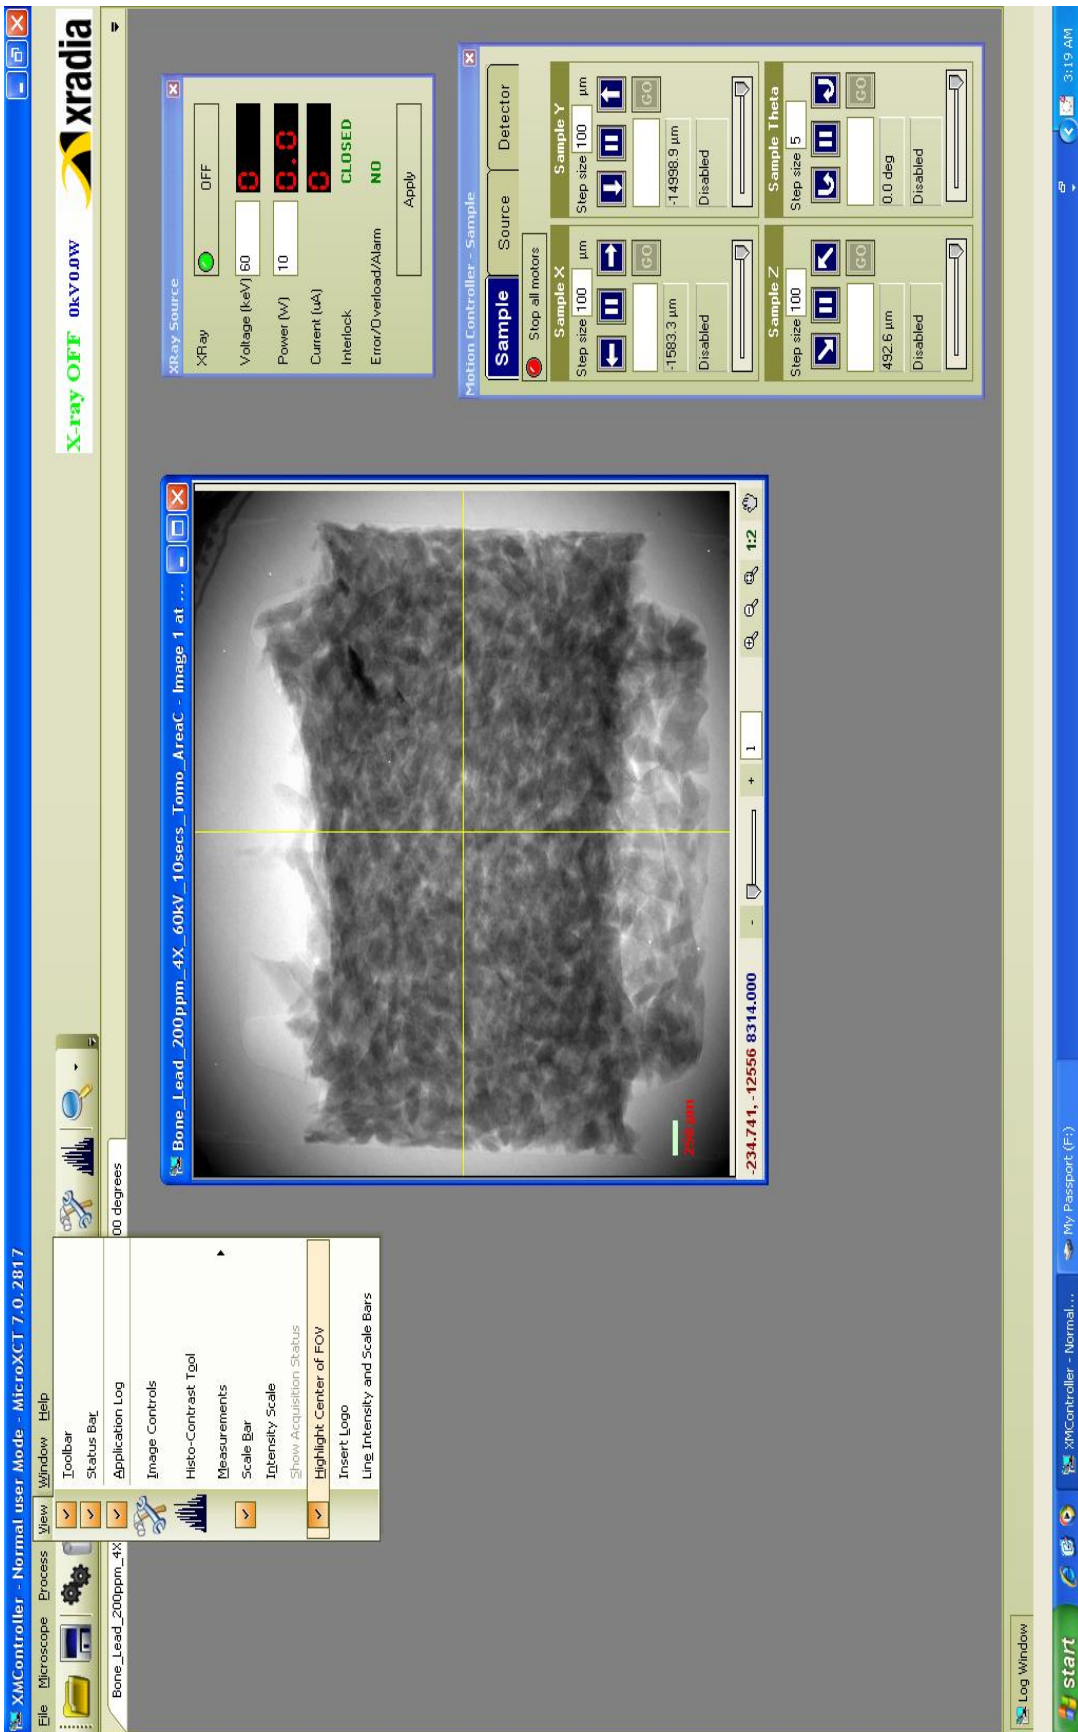 XMController - Normal user Mode - MicroXCT 7.0.2817
File Microscope Process View Window Help
X-ray OFF 0kV0.0W
xradia
Bone_Lead_200ppm_4X
00 degrees
Toolbar
Status Bar
Application Log
Image Controls
Histo-Contrast Tool
Measurements
Scale Bar
Intensity Scale
Show Acquisition Status
Highlight Center of FOV
Insert Logo
Line Intensity and Scale Bars
Bone_Lead_200ppm_4X_60kV_10secs_Tomo_AreaC - Image 1 at ...
250 µm
-234.741, -12556 8314.000
- + 1 1:2
XRay Source
XRay OFF
Voltage (keV) 60 0
Power (W) 10 0.0
Current (uA) 0
Interlock CLOSED
Error/Overload/Alarm NO
Apply
Motion Controller - Sample
Sample Source Detector
Stop all motors
Sample X
Step size 100 µm
GO
-1583.3 µm
Disabled
Sample Y
Step size 100 µm
GO
-14998.9 µm
Disabled
Sample Z
Step size 100
GO
492.6 µm
Disabled
Sample Theta
Step size 5
GO
0.0 deg
Disabled
Log Window
start
XMController - Normal...
My Passport (F:)
3:19 AM